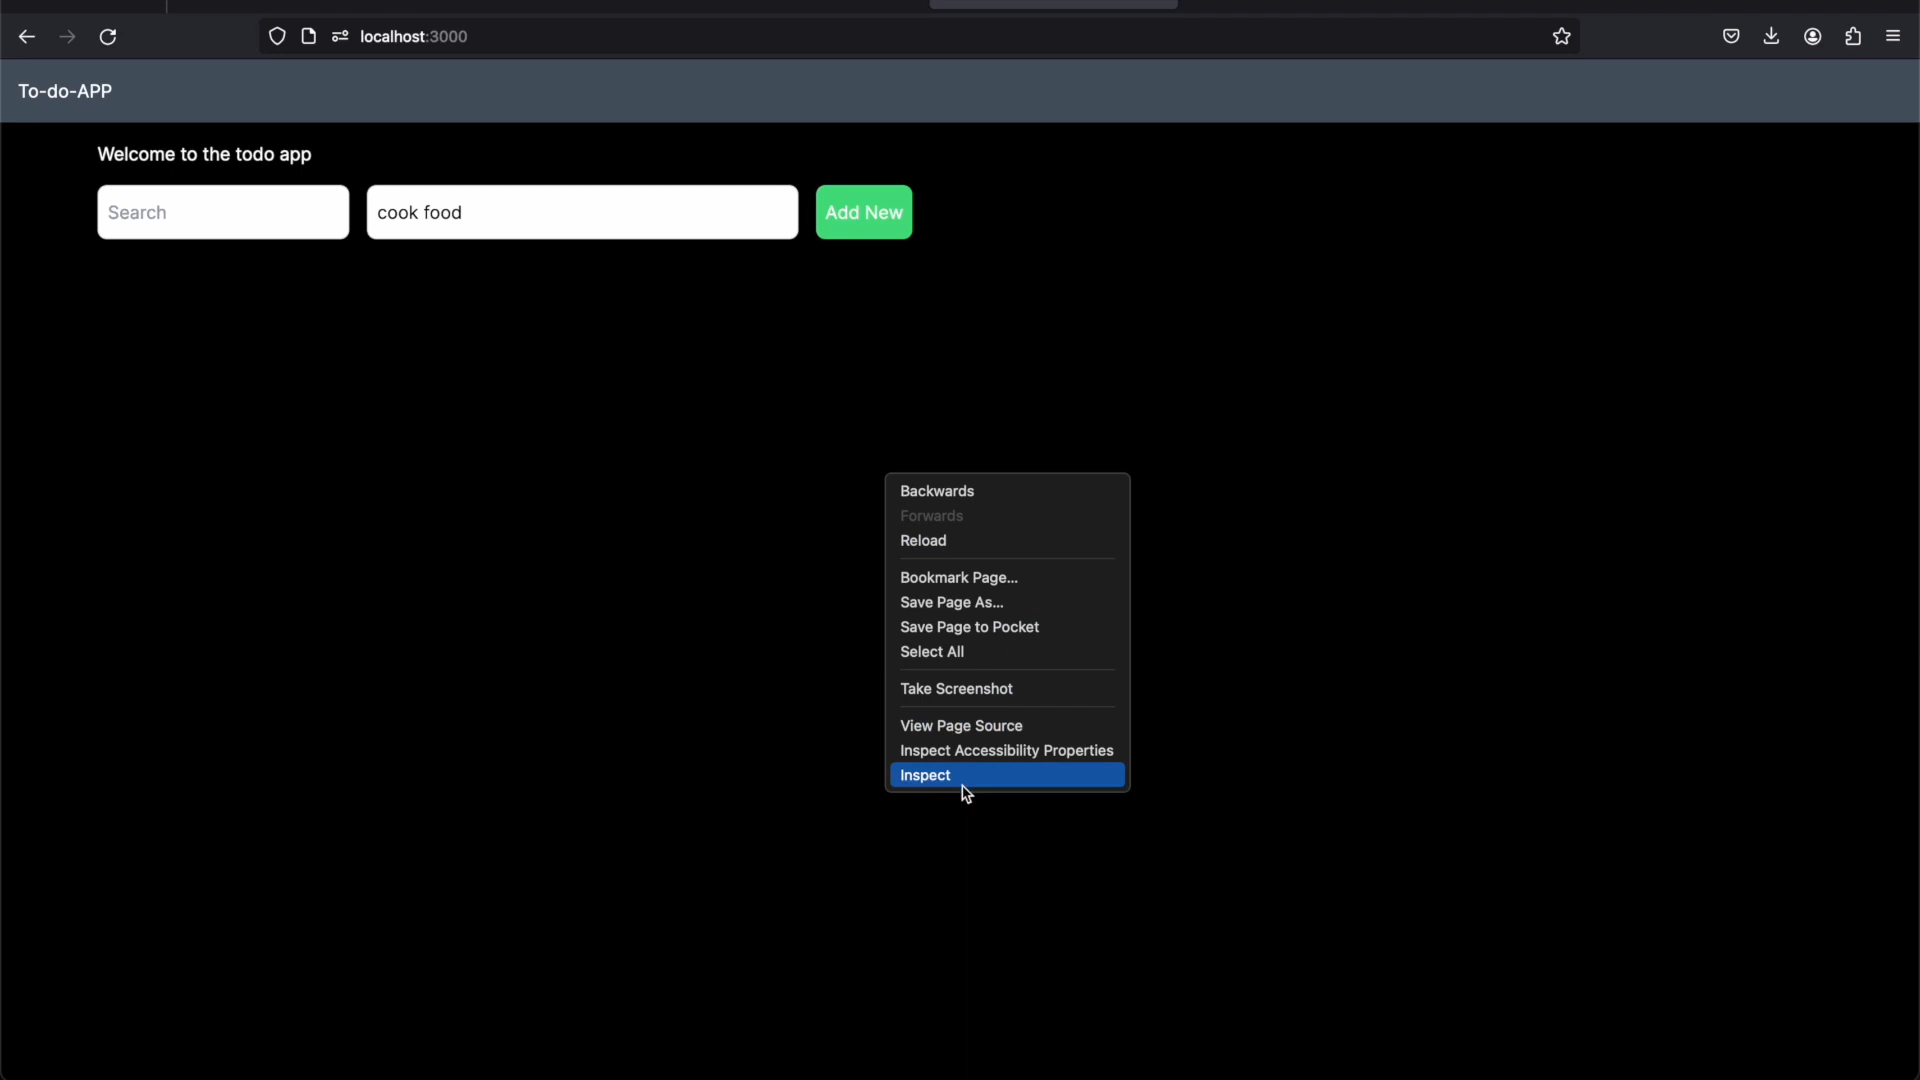 localhost:3000
To-do-APP
Welcome to the todo app
Search
cook food
Add New
Backwards
Forwards
Reload
Bookmark Page...
Save Page As...
Save Page to Pocket
Select All
Take Screenshot
View Page Source
Inspect Accessibility Properties
Inspect